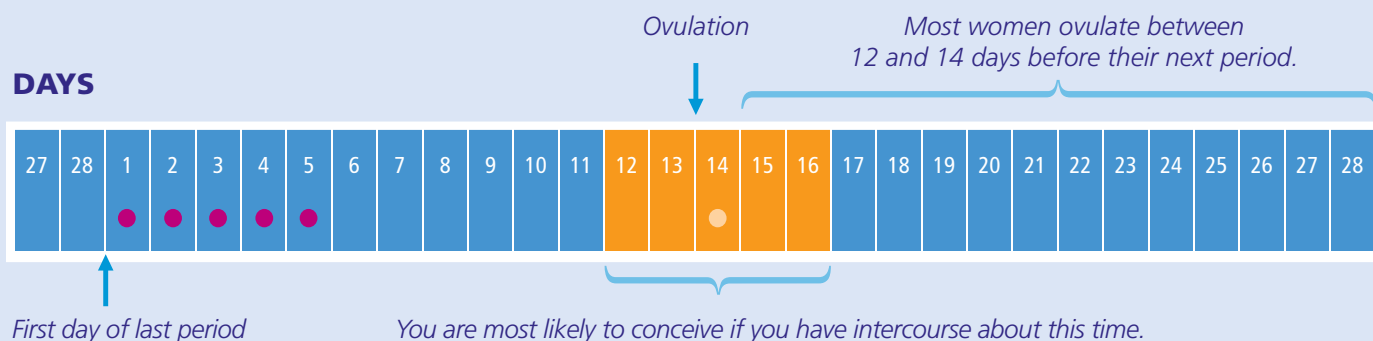 Ovulation
Most women ovulate between
12 and 14 days before their next period.
DAYS
27 28 1 2 3 4 5 6 7 8 9 10 11 12 13 14 15 16 17 18 19 20 21 22 23 24 25 26 27 28
First day of last period
You are most likely to conceive if you have intercourse about this time.